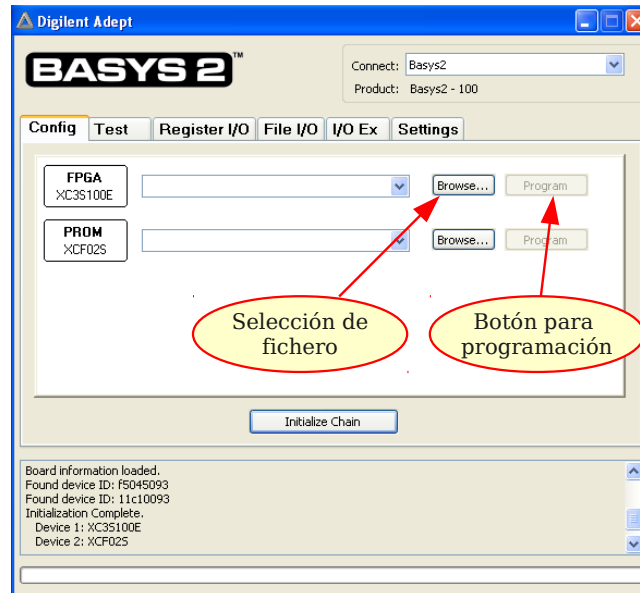 Digilent Adept
BASYS 2™
Connect: Basys2
Product: Basys2 - 100
Config Test Register I/O File I/O I/O Ex Settings
FPGA
XC3S100E
Browse... Program
PROM
XCF02S
Browse... Program
Selección de
fichero
Botón para
programación
Initialize Chain
Board information loaded.
Found device ID: f5045093
Found device ID: 11c10093
Initialization Complete.
Device 1: XC3S100E
Device 2: XCF02S